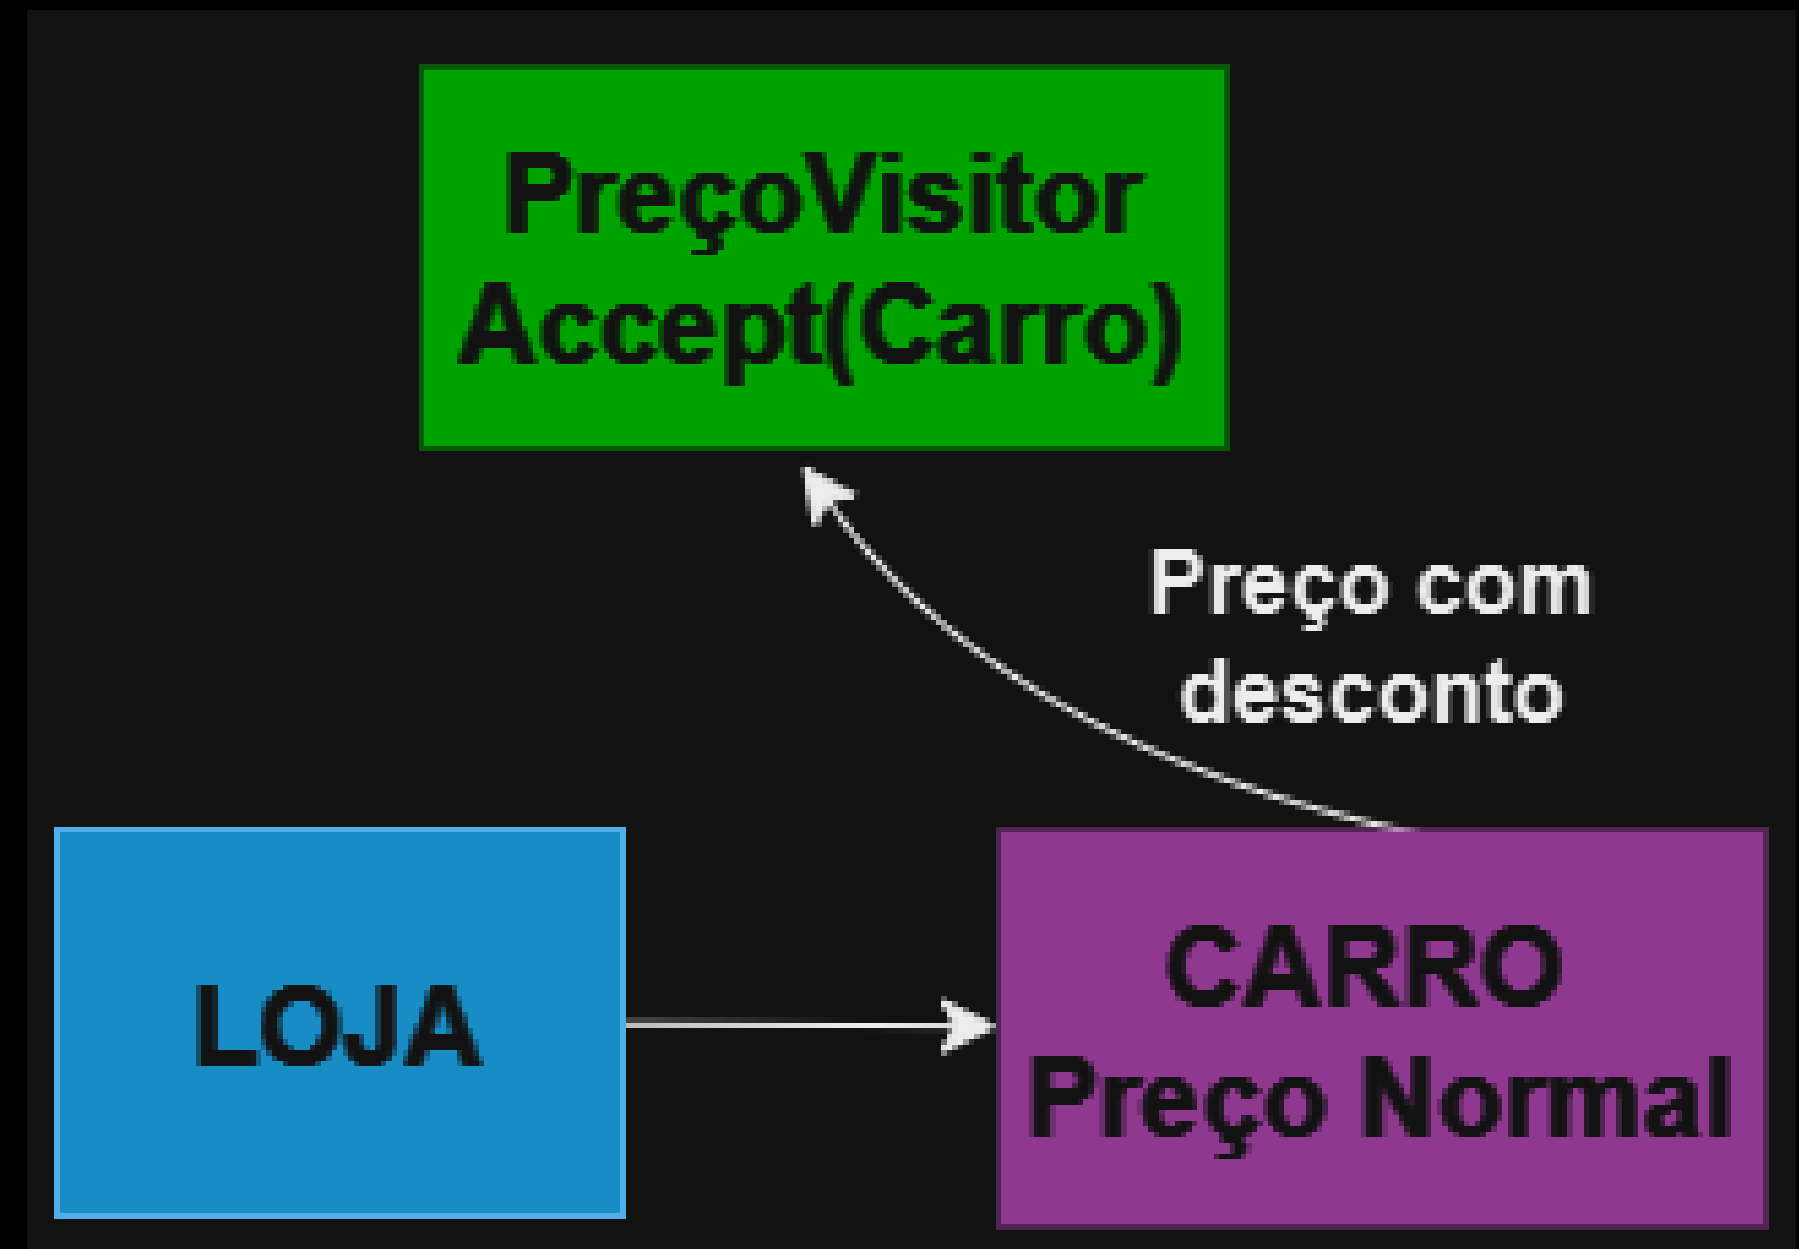 PreçoVisitor
Accept(Carro)
Preço com
desconto
LOJA
CARRO
Preço Normal